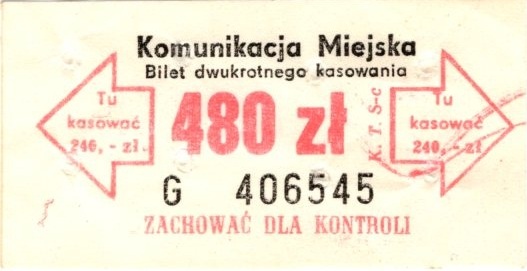 Komunikacja Miejska
Bilet dwukrotnego kasowania
Tu
kasować
240,- zł
480 zł
K. T. S-c
Tu
kasować
240,- zł
G 406545
ZACHOWAĆ DLA KONTROLI